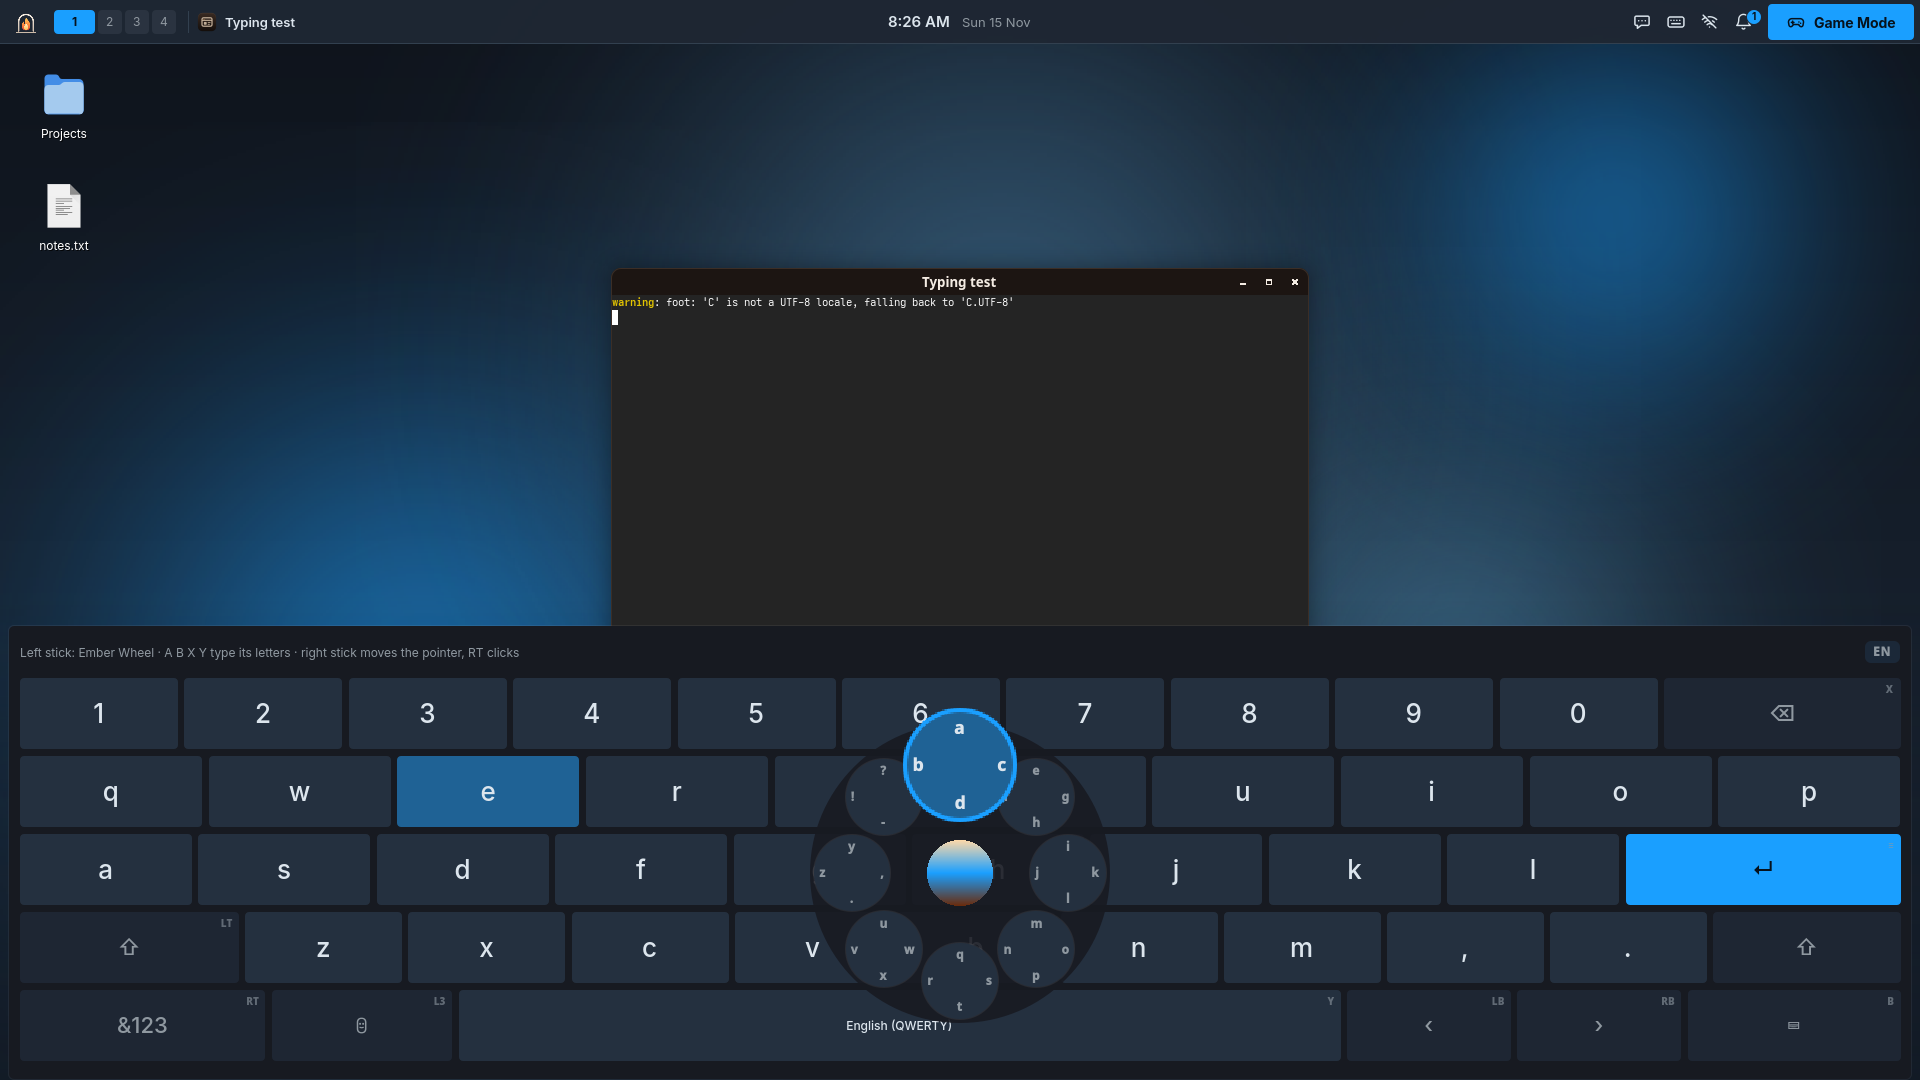 1 2 3 4 Typing test 8:26 AM Sun 15 Nov 1 Game Mode
Projects
notes.txt
Typing test
warning: foot: 'C' is not a UTF-8 locale, falling back to 'C.UTF-8'
Left stick: Ember Wheel · A B X Y type its letters · right stick moves the pointer, RT clicks EN
1 2 3 4 5 6 7 8 9 0 X
q w e r u i o p
a s d f h j k l
LT z x c v b n m , .
&123 RT L3 English (QWERTY) Y LB ‹ RB › B
a b c d
e g h
i j k l
m n o p
q r s t
u v w x
y z , .
? ! -